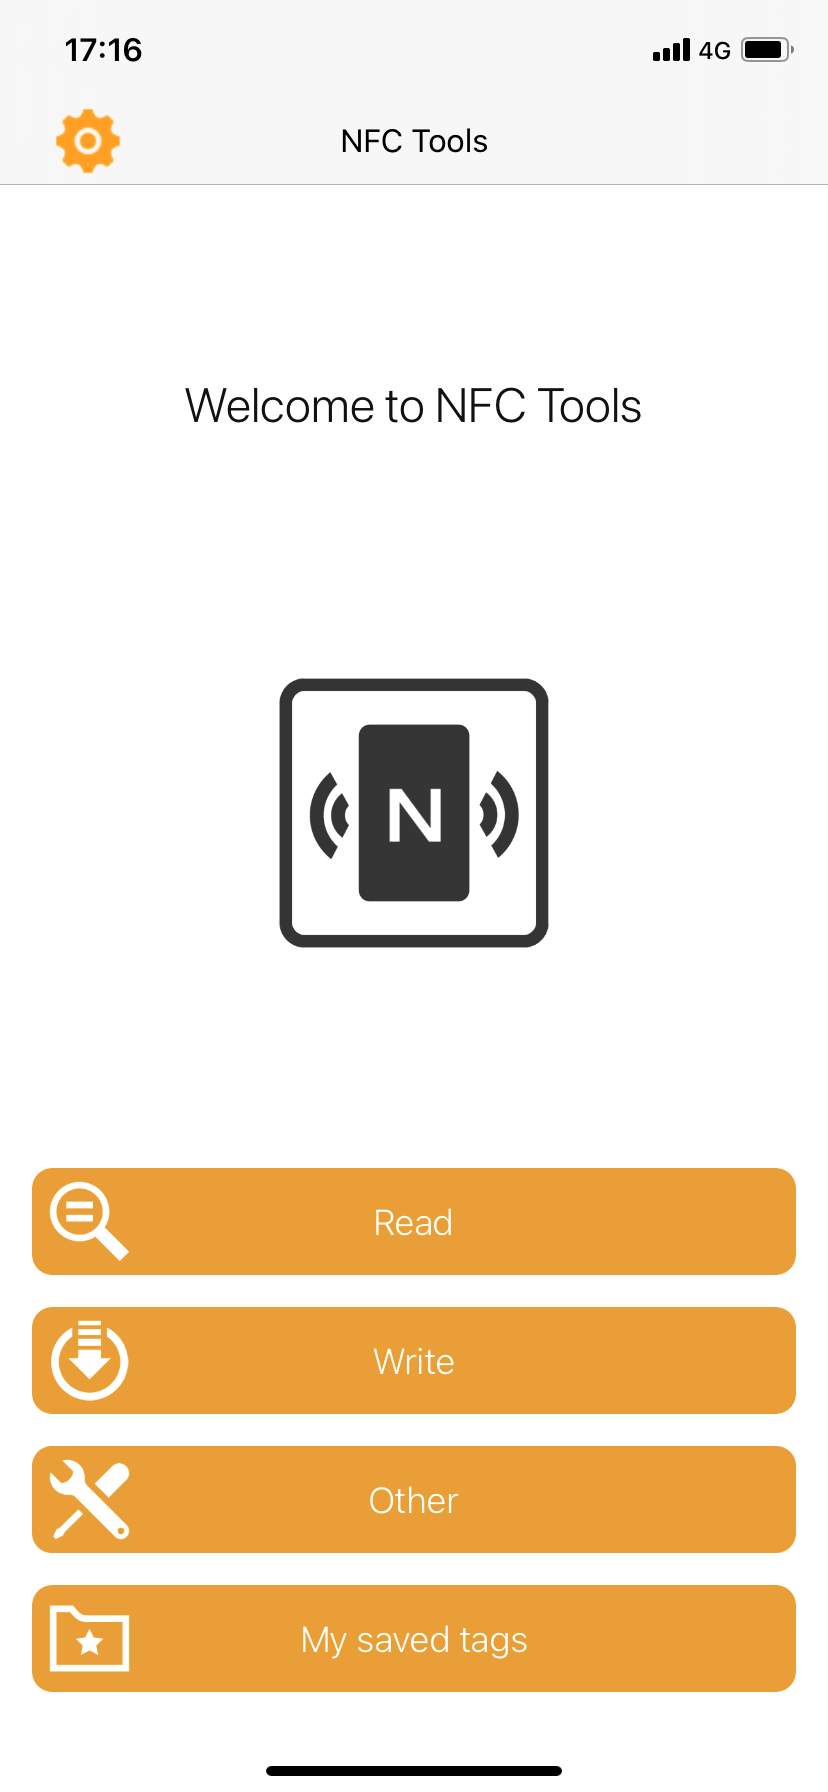 17:16
4G
NFC Tools
Welcome to NFC Tools
N
Read
Write
Other
My saved tags